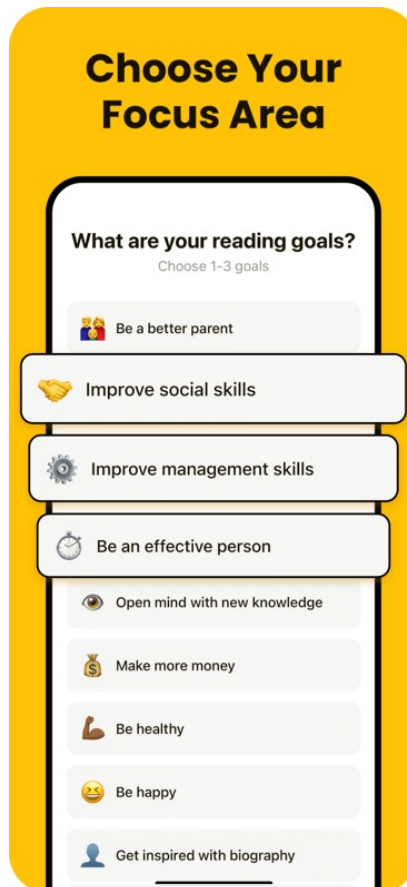 Choose Your
Focus Area
What are your reading goals?
Choose 1-3 goals
Be a better parent
Improve social skills
Improve management skills
Be an effective person
Open mind with new knowledge
Make more money
Be healthy
Be happy
Get inspired with biography